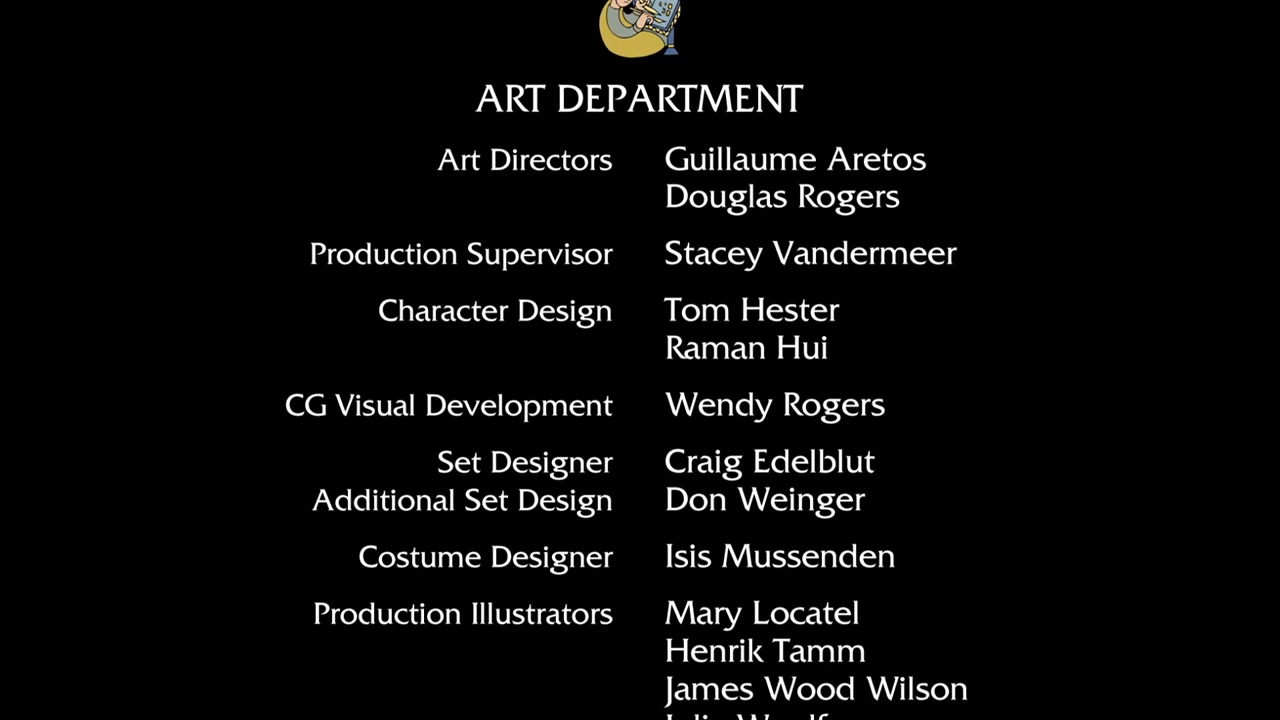 ART DEPARTMENT
Art Directors Guillaume Aretos
Douglas Rogers
Production Supervisor Stacey Vandermeer
Character Design Tom Hester
Raman Hui
CG Visual Development Wendy Rogers
Set Designer Craig Edelblut
Additional Set Design Don Weinger
Costume Designer Isis Mussenden
Production Illustrators Mary Locatel
Henrik Tamm
James Wood Wilson